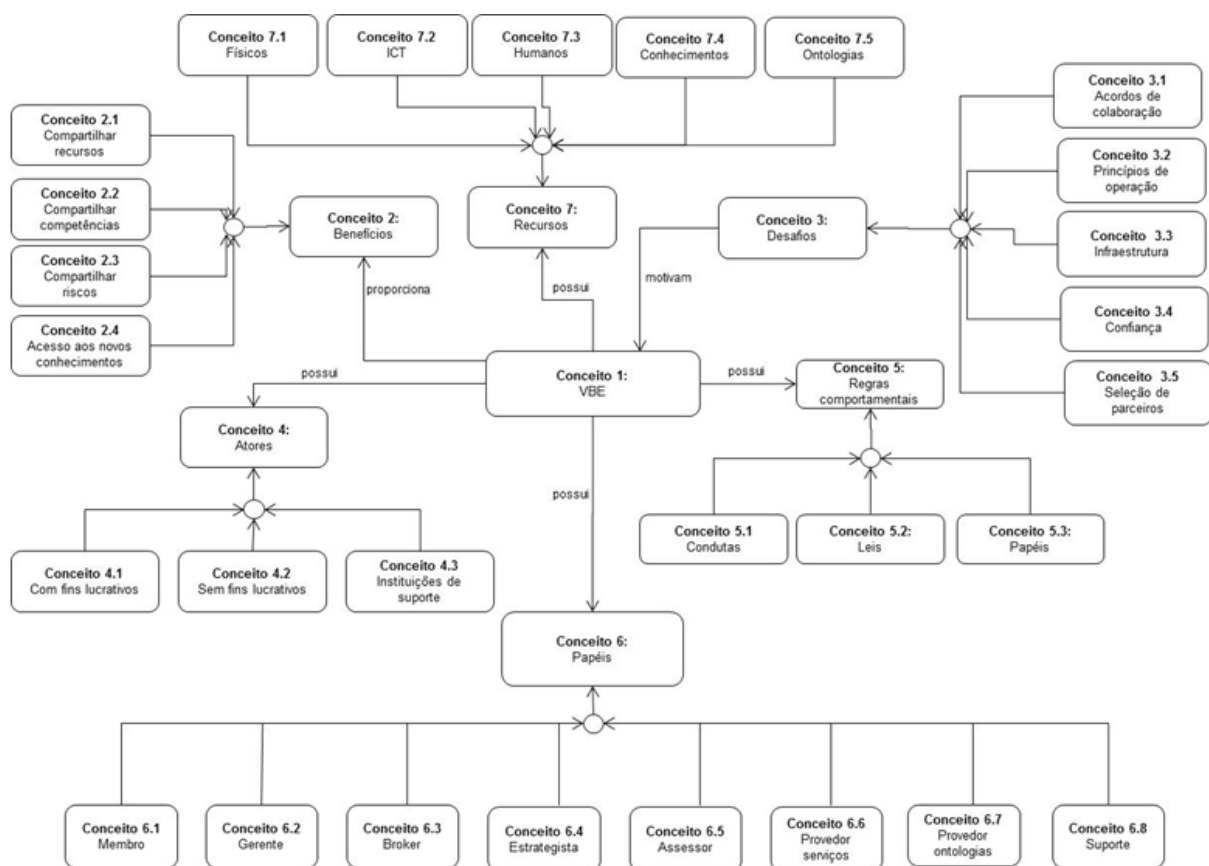 Conceito 7.1
Físicos
Conceito 7.2
ICT
Conceito 7.3
Humanos
Conceito 7.4
Conhecimentos
Conceito 7.5
Ontologias
Conceito 2.1
Compartilhar
recursos
Conceito 2.2
Compartilhar
competências
Conceito 2.3
Compartilhar
riscos
Conceito 2.4
Acesso aos novos
conhecimentos
Conceito 2:
Benefícios
Conceito 7:
Recursos
Conceito 3:
Desafios
Conceito 3.1
Acordos de
colaboração
Conceito 3.2
Princípios de
operação
Conceito 3.3
Infraestrutura
Conceito 3.4
Confiança
Conceito 3.5
Seleção de
parceiros
proporciona
possui
motivam
possui
Conceito 1:
VBE
possui
Conceito 5:
Regras
comportamentais
Conceito 4:
Atores
possui
Conceito 4.1
Com fins lucrativos
Conceito 4.2
Sem fins lucrativos
Conceito 4.3
Instituições de
suporte
Conceito 5.1
Condutas
Conceito 5.2:
Leis
Conceito 5.3:
Papéis
Conceito 6:
Papéis
Conceito 6.1
Membro
Conceito 6.2
Gerente
Conceito 6.3
Broker
Conceito 6.4
Estrategista
Conceito 6.5
Assessor
Conceito 6.6
Provedor
serviços
Conceito 6.7
Provedor
ontologias
Conceito 6.8
Suporte